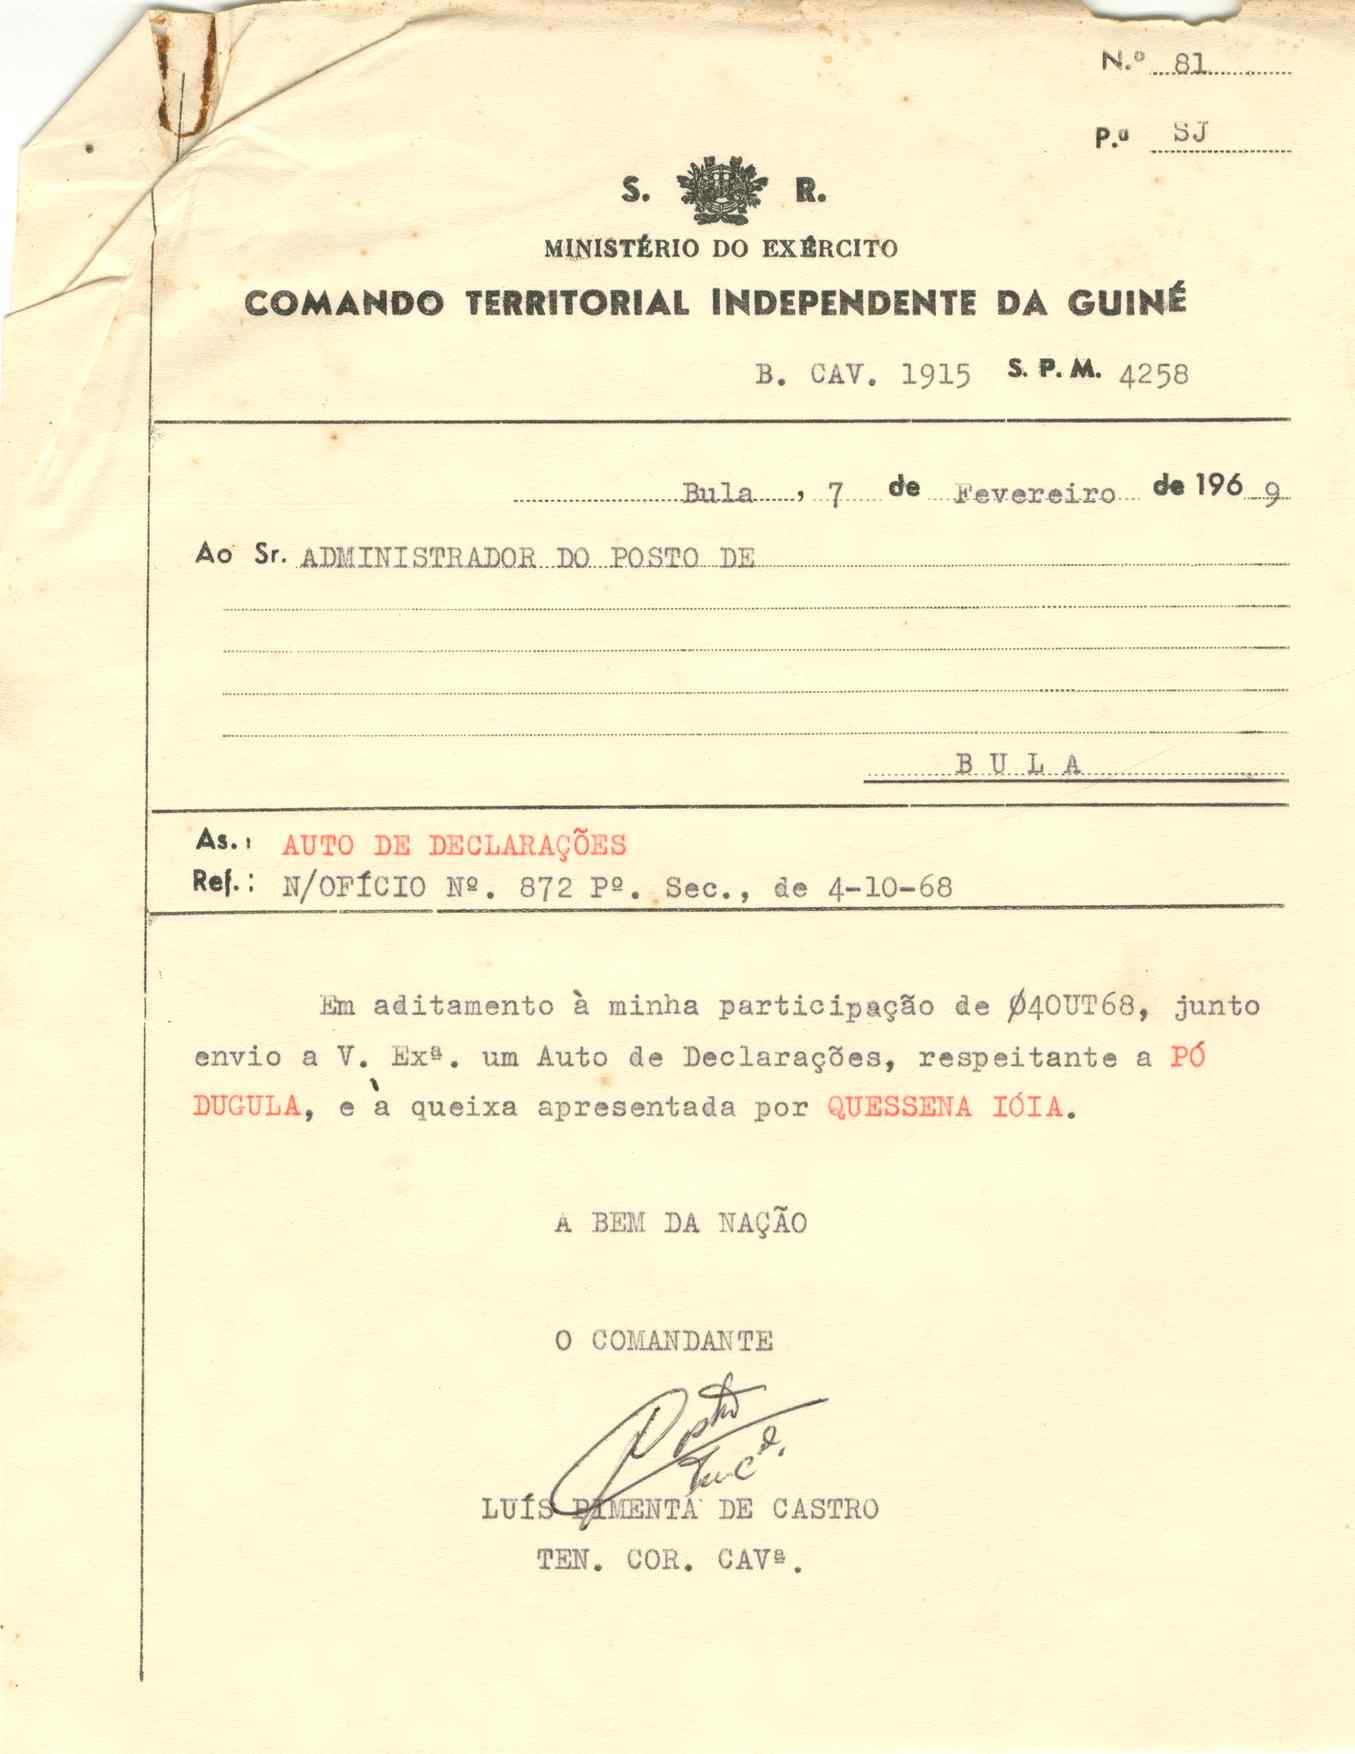 N.º 81
P.ª SJ
S. R.
MINISTÉRIO DO EXÉRCITO
COMANDO TERRITORIAL INDEPENDENTE DA GUINÉ
B. CAV. 1915 S. P. M. 4258
Bula, 7 de Fevereiro de 1969
Ao Sr. ADMINISTRADOR DO POSTO DE
B U L A
As.: AUTO DE DECLARAÇÕES
Ref.: N/OFÍCIO Nº. 872 Pº. Sec., de 4-10-68
Em aditamento à minha participação de Ø4OUT68, junto
envio a V. Exª. um Auto de Declarações, respeitante a PÓ
DUGULA, e à queixa apresentada por QUESSENA IÓIA.
A BEM DA NAÇÃO
O COMANDANTE
LUÍS PIMENTA DE CASTRO
TEN. COR. CAVª.